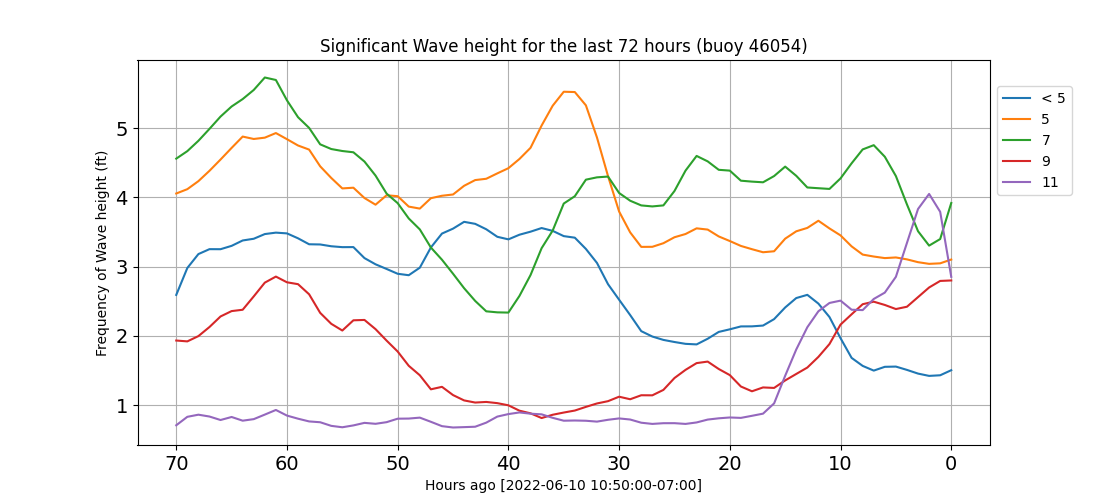 Significant Wave height for the last 72 hours (buoy 46054)
Frequency of Wave height (ft)
5
4
3
2
1
70 60 50 40 30 20 10 0
Hours ago [2022-06-10 10:50:00-07:00]
< 5
5
7
9
11